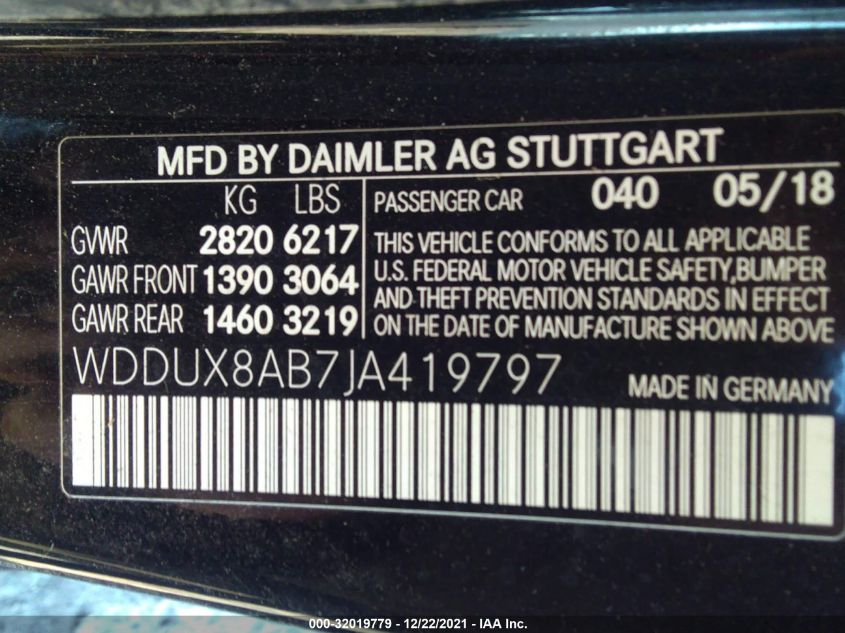 MFD BY DAIMLER AG STUTTGART
KG LBS PASSENGER CAR 040 05/18
GVWR 2820 6217 THIS VEHICLE CONFORMS TO ALL APPLICABLE
GAWR FRONT 1390 3064 U.S. FEDERAL MOTOR VEHICLE SAFETY,BUMPER
AND THEFT PREVENTION STANDARDS IN EFFECT
GAWR REAR 1460 3219 ON THE DATE OF MANUFACTURE SHOWN ABOVE
WDDUX8AB7JA419797 MADE IN GERMANY
000-32019779 - 12/22/2021 - IAA Inc.